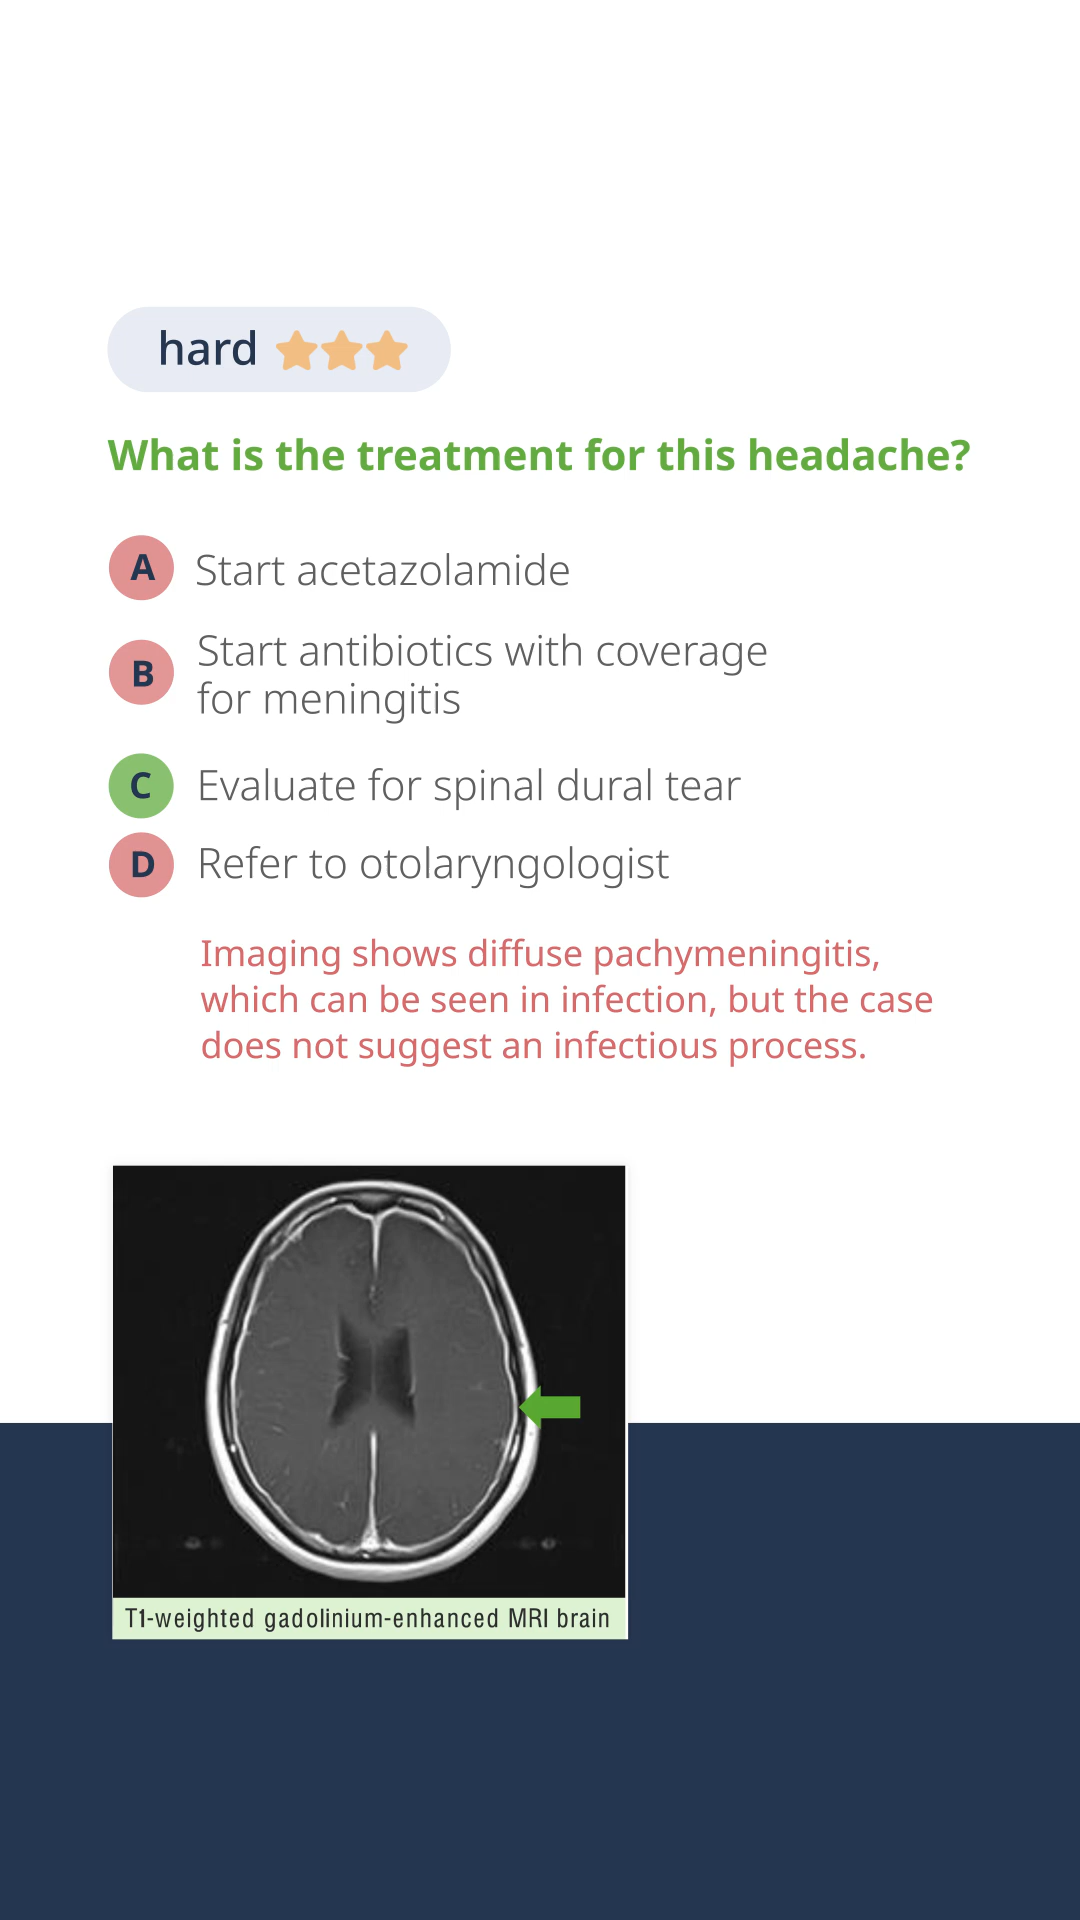 hard
What is the treatment for this headache?
A Start acetazolamide
B Start antibiotics with coverage
for meningitis
C Evaluate for spinal dural tear
D Refer to otolaryngologist
Imaging shows diffuse pachymeningitis,
which can be seen in infection, but the case
does not suggest an infectious process.
T1-weighted gadolinium-enhanced MRI brain